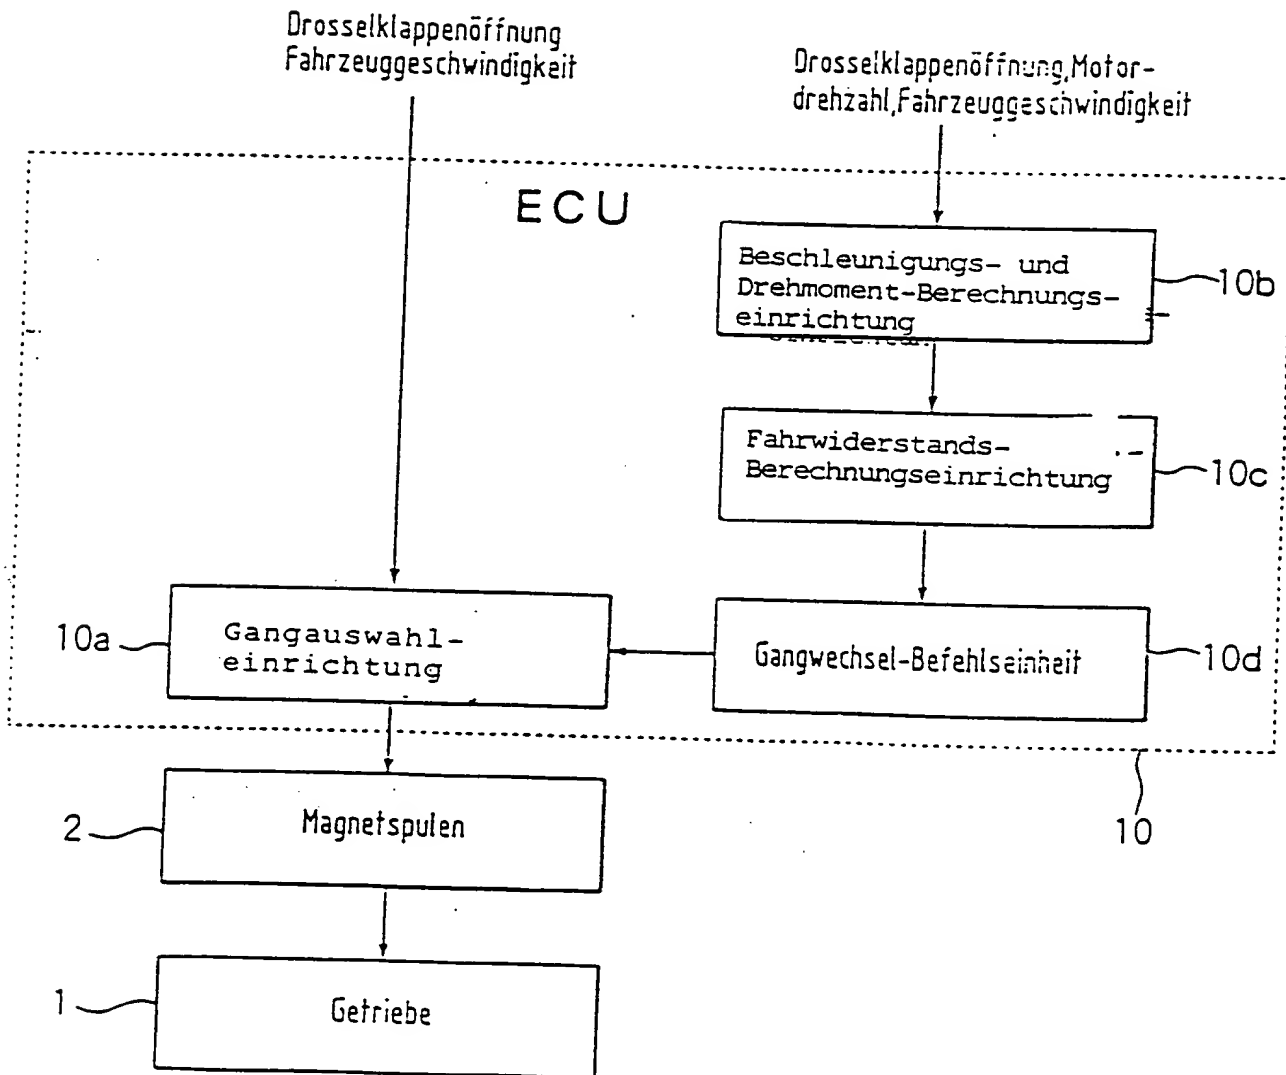 Drosselklappenöffnung
Fahrzeuggeschwindigkeit
Drosselklappenöffnung,Motor-
drehzahl,Fahrzeuggeschwindigkeit
ECU
Beschleunigungs- und
Drehmoment-Berechnungs-
einrichtung
10b
Fahrwiderstands-
Berechnungseinrichtung
10c
10a
Gangauswahl-
einrichtung
Gangwechsel-Befehlseinheit
10d
2
Magnetspulen
10
1
Getriebe